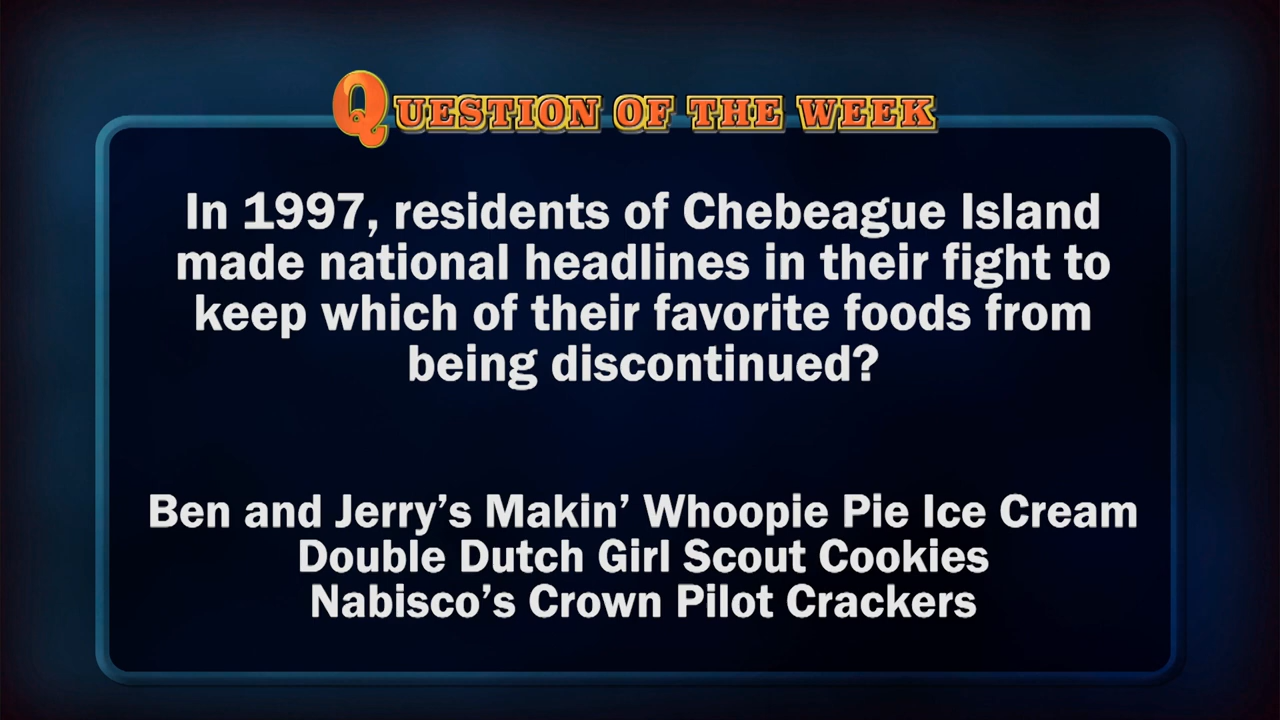 QUESTION OF THE WEEK
In 1997, residents of Chebeague Island
made national headlines in their fight to
keep which of their favorite foods from
being discontinued?
Ben and Jerry’s Makin’ Whoopie Pie Ice Cream
Double Dutch Girl Scout Cookies
Nabisco’s Crown Pilot Crackers